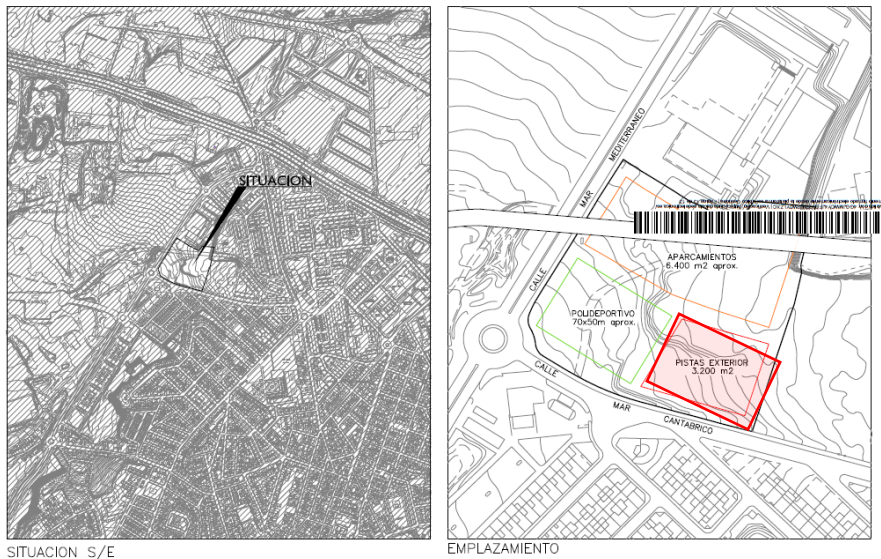 SITUACION
SITUACION S/E
CALLE
MAR
MEDITERRANEO
APARCAMIENTOS
6.400 m2 aprox.
POLIDEPORTIVO
70x50m aprox.
PISTAS EXTERIOR
3.200 m2
CALLE
MAR
CANTABRICO
EMPLAZAMIENTO